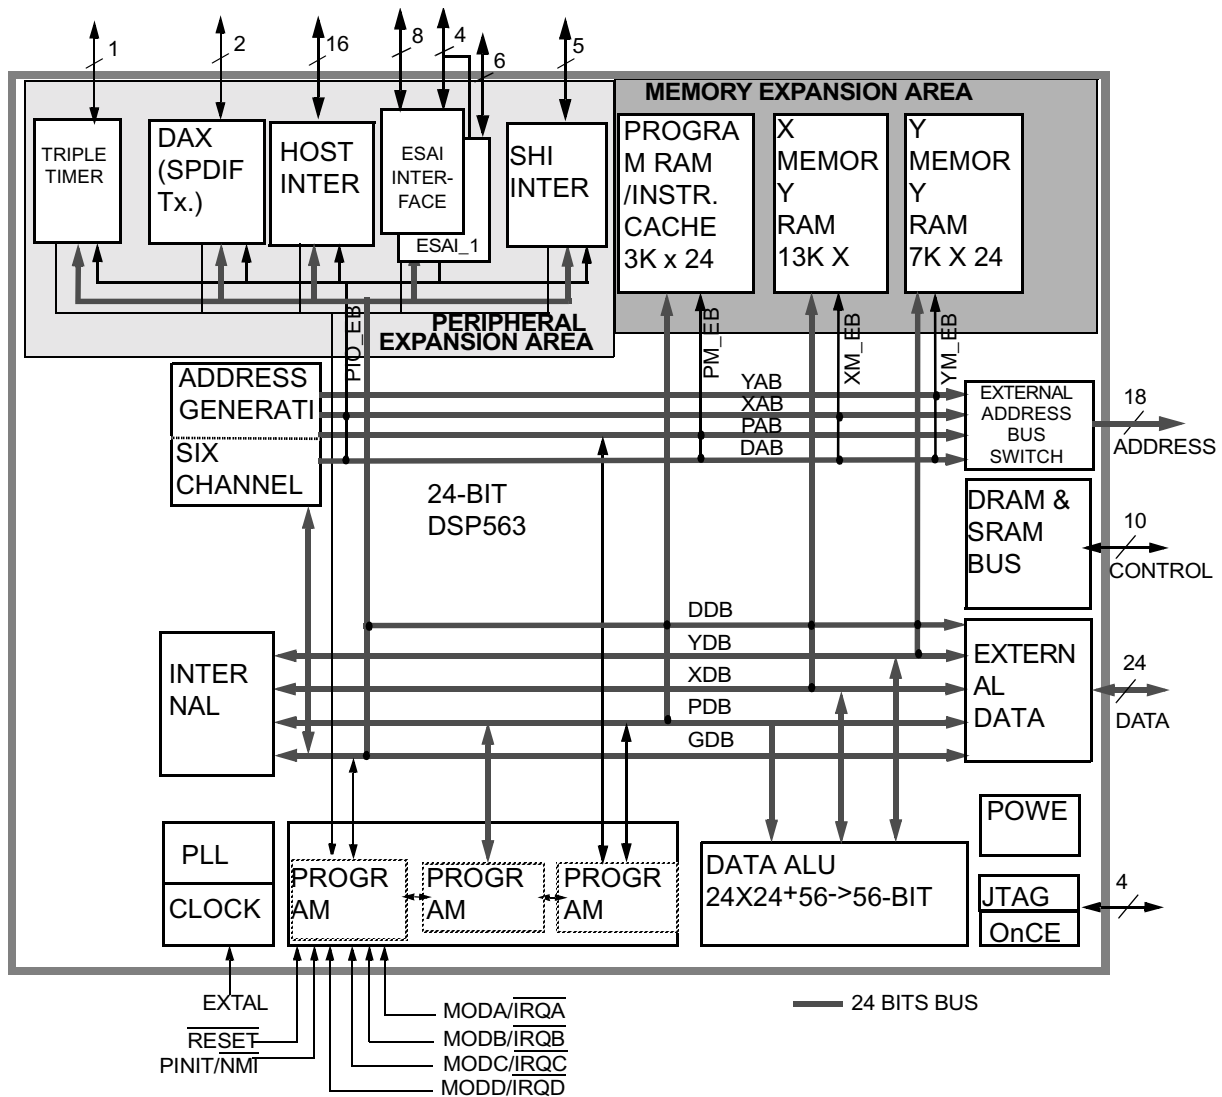 1
2
16
8
4
6
5
MEMORY EXPANSION AREA
TRIPLE
TIMER
DAX
(SPDIF
Tx.)
HOST
INTER
ESAI
INTER-
FACE
ESAI_1
SHI
INTER
PROGRA
M RAM
/INSTR.
CACHE
3K x 24
X
MEMOR
Y
RAM
13K X
Y
MEMOR
Y
RAM
7K X 24
PERIPHERAL
EXPANSION AREA
PIO_EB
PM_EB
XM_EB
YM_EB
ADDRESS
GENERATI
SIX
CHANNEL
YAB
XAB
PAB
DAB
EXTERNAL
ADDRESS
BUS
SWITCH
18
ADDRESS
24-BIT
DSP563
DRAM &
SRAM
BUS
10
CONTROL
DDB
YDB
XDB
PDB
GDB
INTER
NAL
EXTERN
AL
DATA
24
DATA
PLL
CLOCK
PROGR
AM
PROGR
AM
PROGR
AM
DATA ALU
24X24+56->56-BIT
POWE
JTAG
OnCE
4
EXTAL
RESET
PINIT/NMI
MODA/IRQA
MODB/IRQB
MODC/IRQC
MODD/IRQD
24 BITS BUS